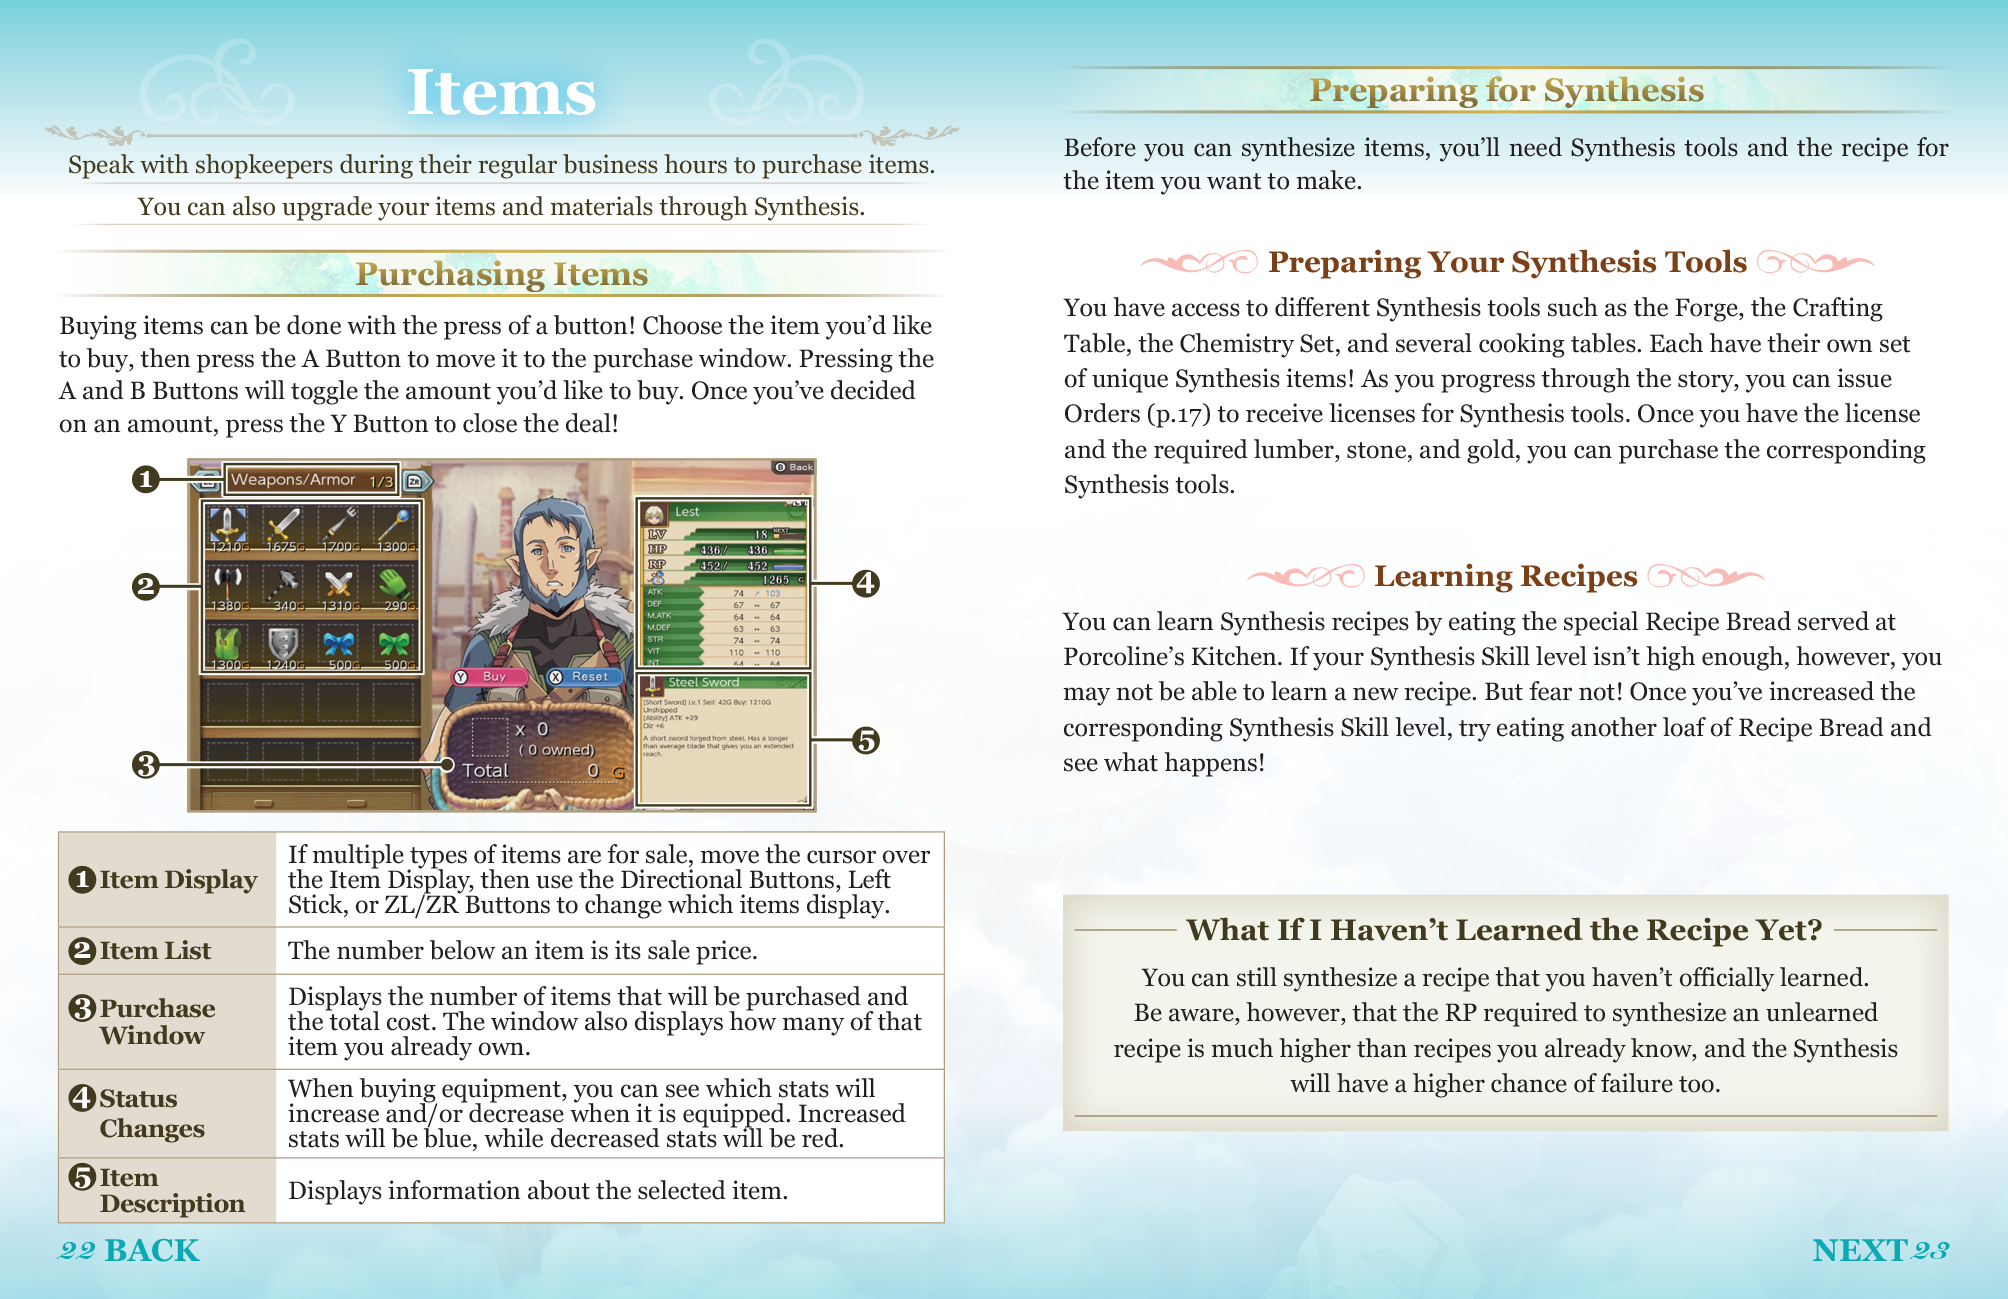 Items
Speak with shopkeepers during their regular business hours to purchase items.
You can also upgrade your items and materials through Synthesis.
Purchasing Items
Buying items can be done with the press of a button! Choose the item you’d like
to buy, then press the A Button to move it to the purchase window. Pressing the
A and B Buttons will toggle the amount you’d like to buy. Once you’ve decided
on an amount, press the Y Button to close the deal!
1
2
3
4
5
Weapons/Armor 1/3
ZR
B Back
1210G 1675G 1700G 1300G
1380G 340G 1310G 290G
1300G 1240G 500G 500G
Lest
LV 18 NEXT
HP 436/ 436
RP 452/ 452
1265 G
ATK 74 ↗ 103
DEF 67 ↔ 67
M.ATK 64 ↔ 64
M.DEF 63 ↔ 63
STR 74 ↔ 74
VIT 110 ↔ 110
INT 64 ↔ 64
Y Buy
X Reset
x 0
( 0 owned)
Total 0 G
Steel Sword
[Short Sword] Lv.1 Sell: 42G Buy: 1210G
Unshipped
[Ability] ATK +29
Diz +6
A short sword forged from steel. Has a longer
than average blade that gives you an extended
reach.
1 Item Display
If multiple types of items are for sale, move the cursor over
the Item Display, then use the Directional Buttons, Left
Stick, or ZL/ZR Buttons to change which items display.
2 Item List
The number below an item is its sale price.
3 Purchase
Window
Displays the number of items that will be purchased and
the total cost. The window also displays how many of that
item you already own.
4 Status
Changes
When buying equipment, you can see which stats will
increase and/or decrease when it is equipped. Increased
stats will be blue, while decreased stats will be red.
5 Item
Description
Displays information about the selected item.
22 BACK
Preparing for Synthesis
Before you can synthesize items, you’ll need Synthesis tools and the recipe for
the item you want to make.
Preparing Your Synthesis Tools
You have access to different Synthesis tools such as the Forge, the Crafting
Table, the Chemistry Set, and several cooking tables. Each have their own set
of unique Synthesis items! As you progress through the story, you can issue
Orders (p.17) to receive licenses for Synthesis tools. Once you have the license
and the required lumber, stone, and gold, you can purchase the corresponding
Synthesis tools.
Learning Recipes
You can learn Synthesis recipes by eating the special Recipe Bread served at
Porcoline’s Kitchen. If your Synthesis Skill level isn’t high enough, however, you
may not be able to learn a new recipe. But fear not! Once you’ve increased the
corresponding Synthesis Skill level, try eating another loaf of Recipe Bread and
see what happens!
What If I Haven’t Learned the Recipe Yet?
You can still synthesize a recipe that you haven’t officially learned.
Be aware, however, that the RP required to synthesize an unlearned
recipe is much higher than recipes you already know, and the Synthesis
will have a higher chance of failure too.
NEXT 23